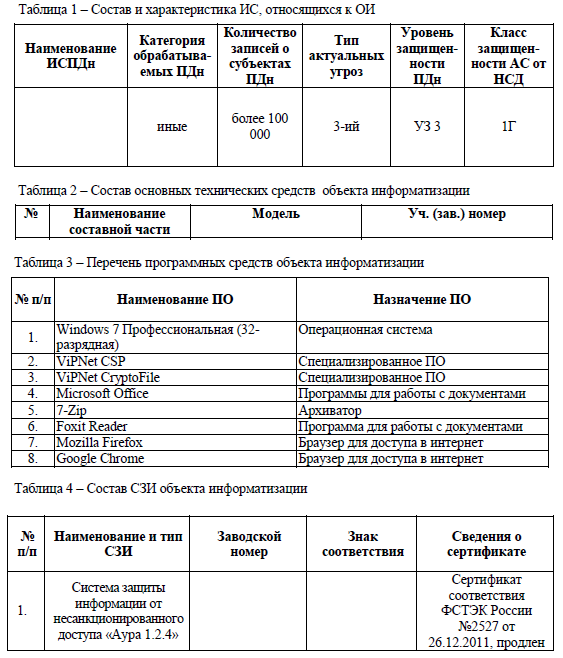 Таблица 1 – Состав и характеристика ИС, относящихся к ОИ
Наименование ИСПДн | Категория обрабатыва-емых ПДн | Количество записей о субъектах ПДн | Тип актуальных угроз | Уровень защищен-ности ПДн | Класс защищен-ности АС от НСД
иные | более 100 000 | 3-ий | УЗ 3 | 1Г
Таблица 2 – Состав основных технических средств объекта информатизации
№ | Наименование составной части | Модель | Уч. (зав.) номер
Таблица 3 – Перечень программных средств объекта информатизации
№ п/п | Наименование ПО | Назначение ПО
1. | Windows 7 Профессиональная (32-разрядная) | Операционная система
2. | ViPNet CSP | Специализированное ПО
3. | ViPNet CryptoFile | Специализированное ПО
4. | Microsoft Office | Программы для работы с документами
5. | 7-Zip | Архиватор
6. | Foxit Reader | Программа для работы с документами
7. | Mozilla Firefox | Браузер для доступа в интернет
8. | Google Chrome | Браузер для доступа в интернет
Таблица 4 – Состав СЗИ объекта информатизации
№ п/п | Наименование и тип СЗИ | Заводской номер | Знак соответствия | Сведения о сертификате
1. | Система защиты информации от несанкционированного доступа «Аура 1.2.4» | Сертификат соответствия ФСТЭК России №2527 от 26.12.2011, продлен